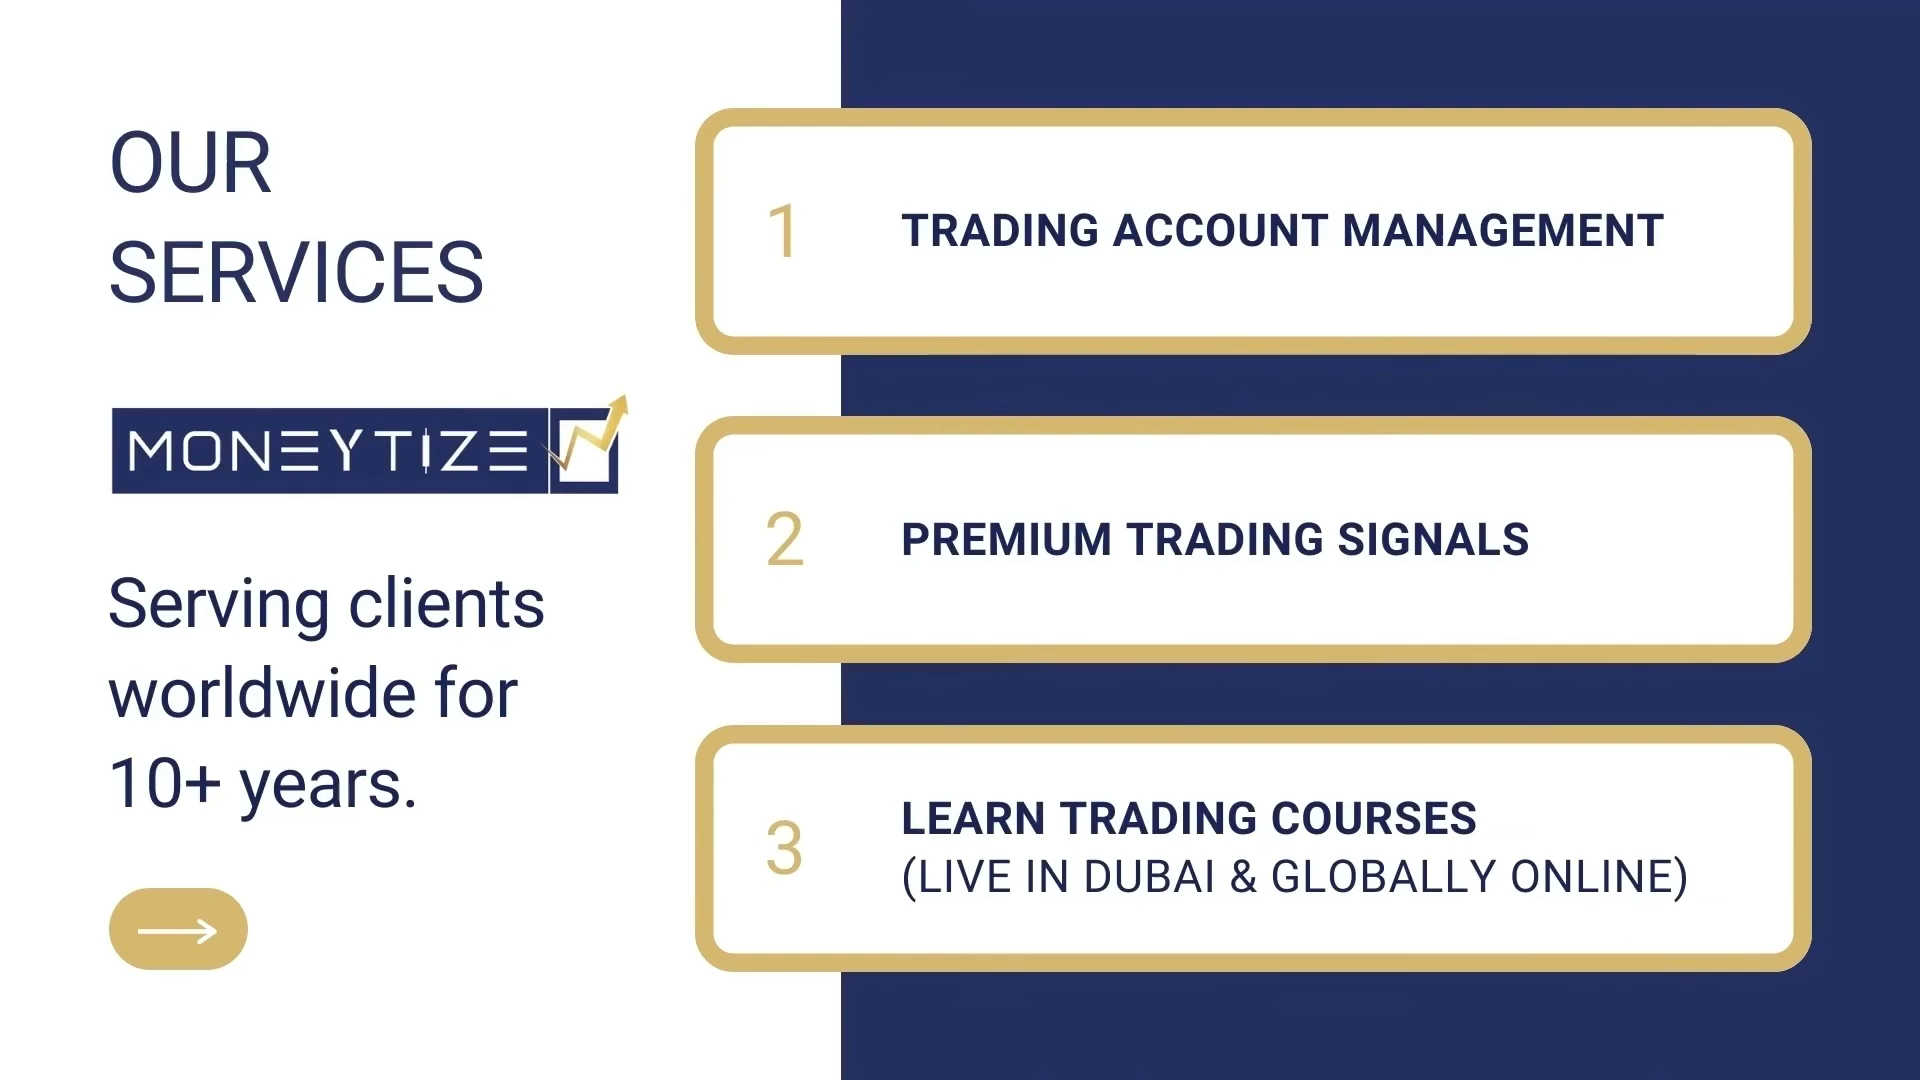 OUR
SERVICES
MONEYTIZE
Serving clients
worldwide for
10+ years.
1
TRADING ACCOUNT MANAGEMENT
2
PREMIUM TRADING SIGNALS
3
LEARN TRADING COURSES
(LIVE IN DUBAI & GLOBALLY ONLINE)